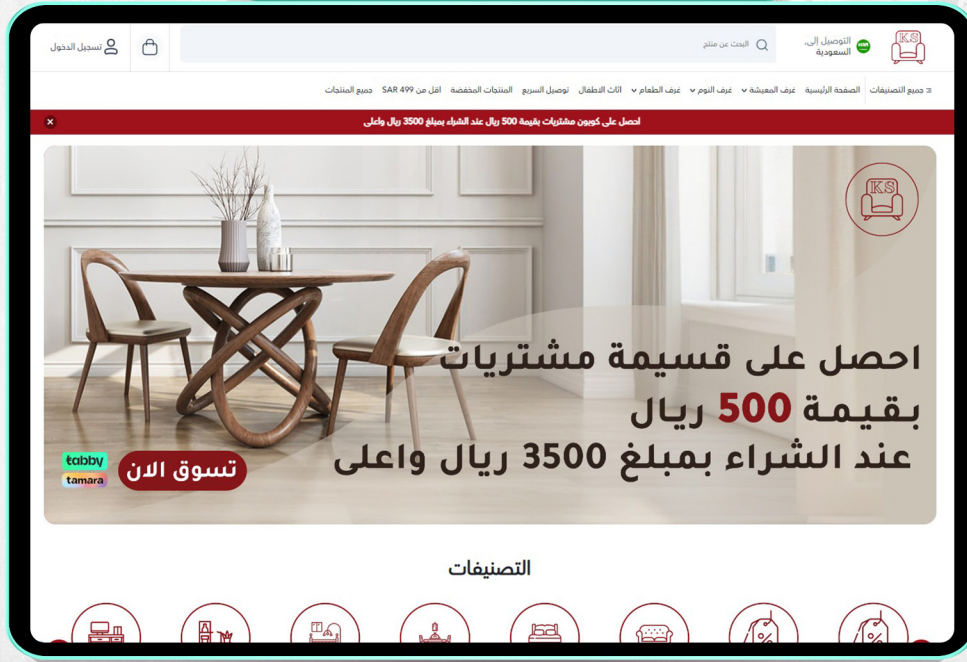 KS
التوصيل إلى،
السعودية
البحث عن منتج
تسجيل الدخول
جميع التصنيفات
الصفحة الرئيسية
غرف المعيشة
غرف النوم
غرف الطعام
اثاث الاطفال
توصيل السريع
المنتجات المخفضة
اقل من 499 SAR
جميع المنتجات
احصل على كوبون مشتريات بقيمة 500 ريال عند الشراء بمبلغ 3500 ريال واعلى
KS
احصل على قسيمة مشتريات
بقيمة 500 ريال
عند الشراء بمبلغ 3500 ريال واعلى
تسوق الان
tabby
tamara
التصنيفات